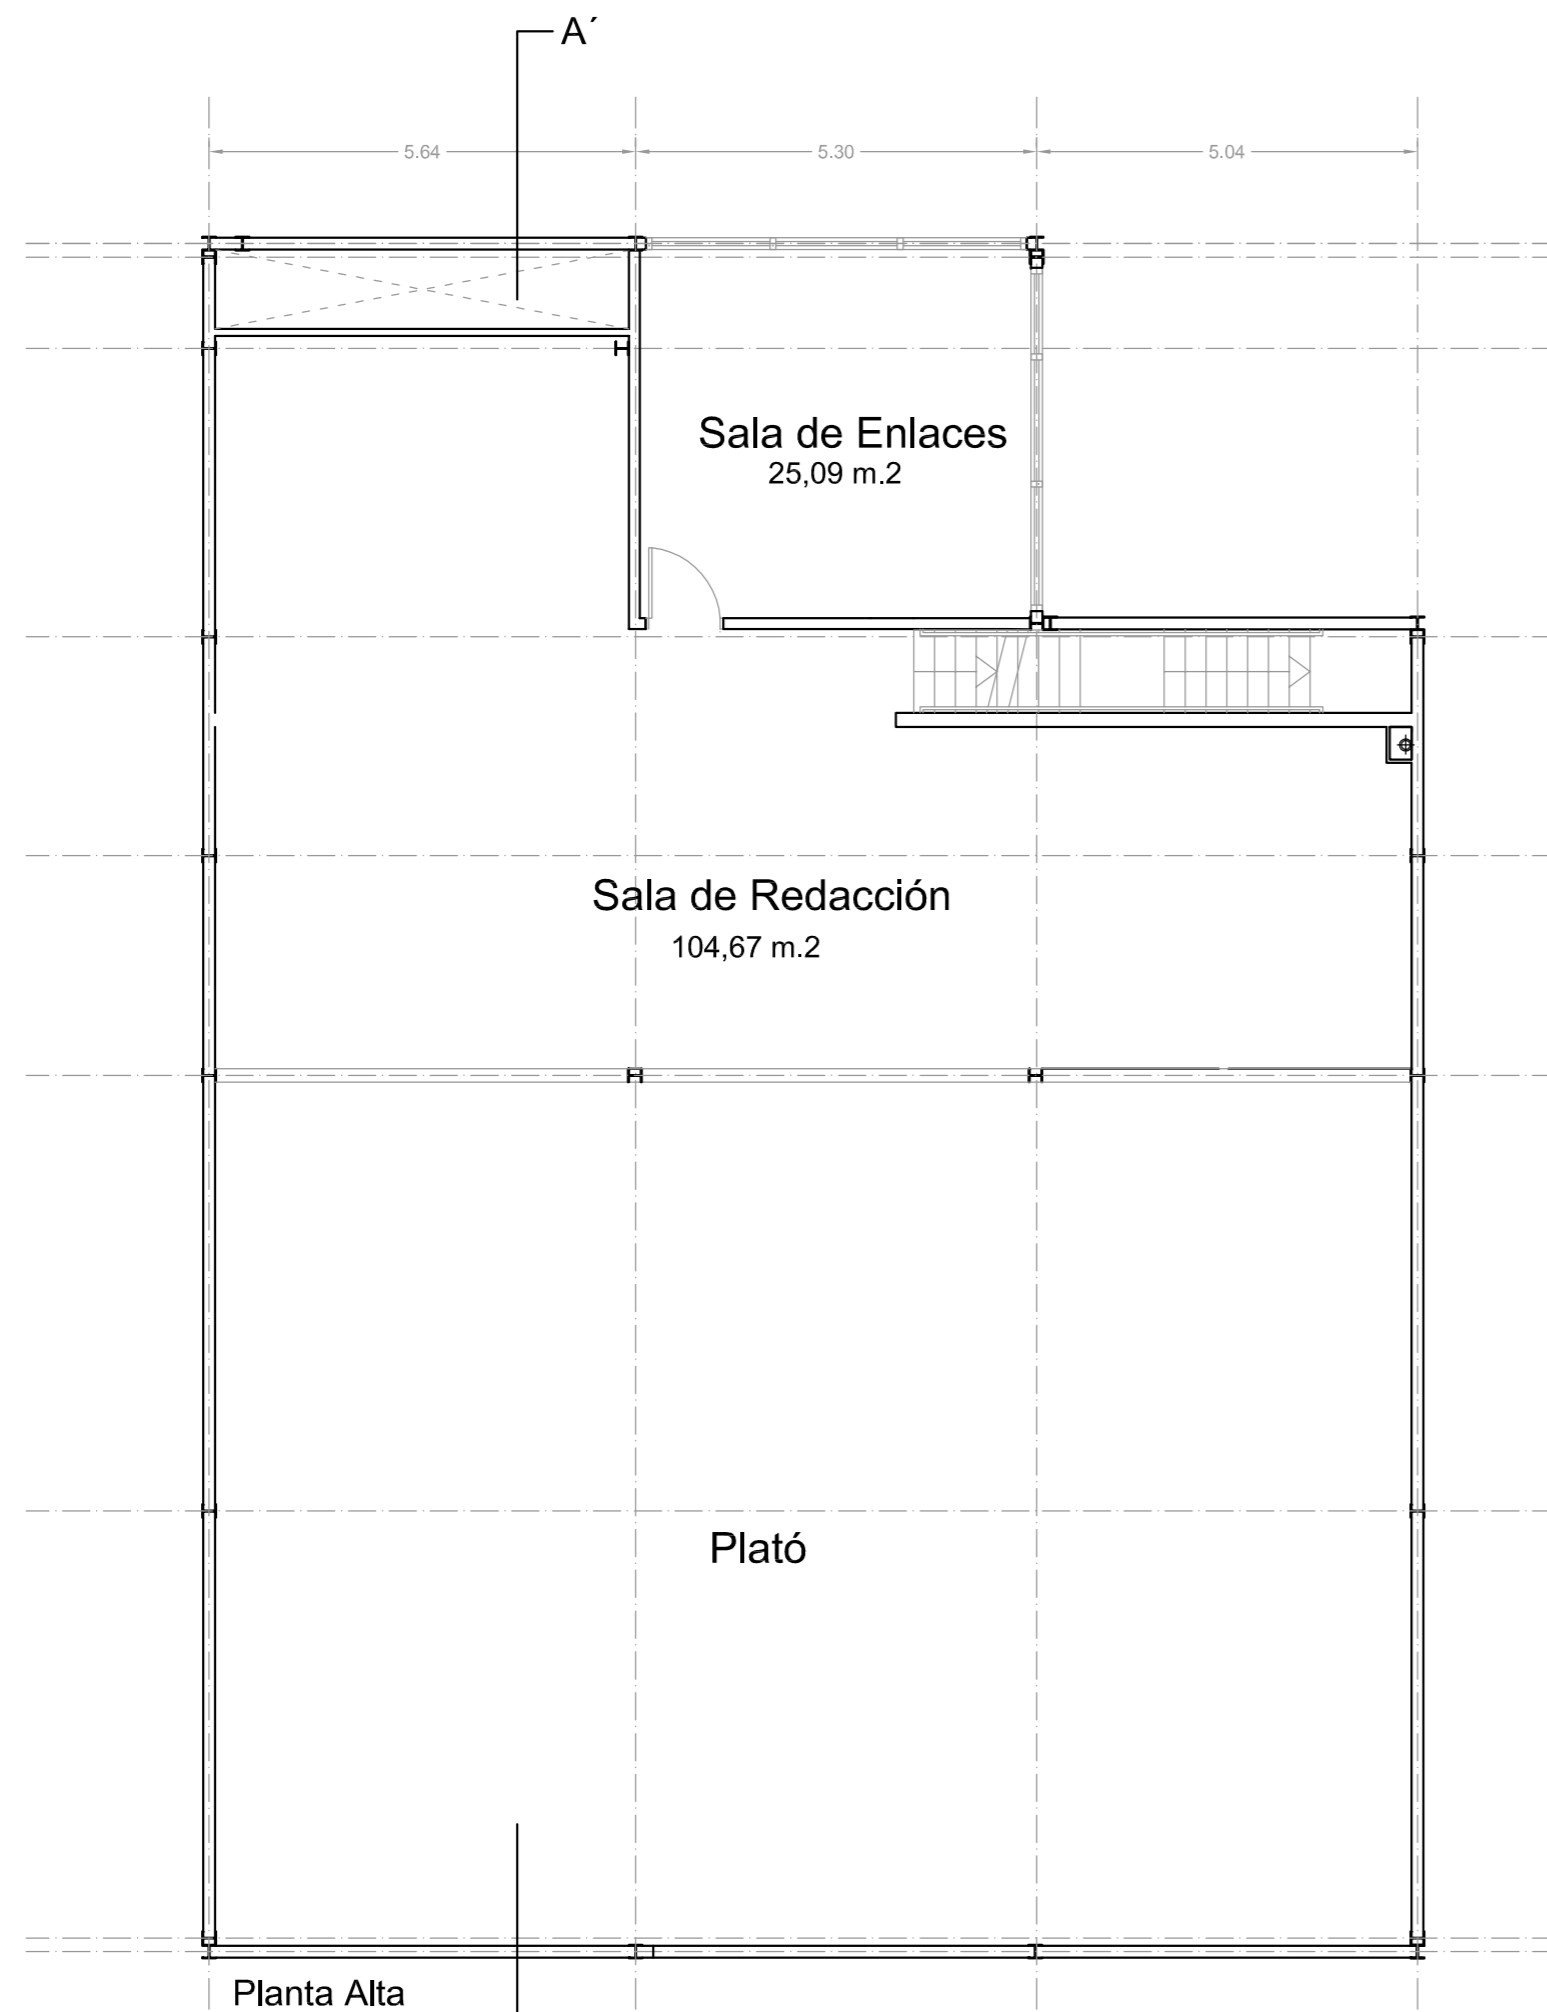 A´
5.64 5.30 5.04
Sala de Enlaces
25,09 m.2
Sala de Redacción
104,67 m.2
Plató
Planta Alta